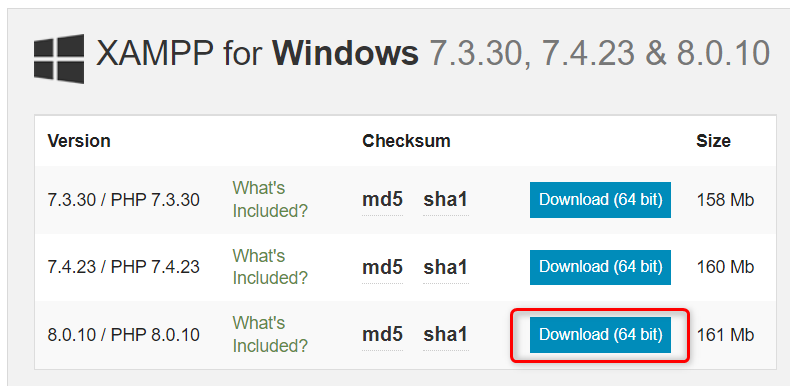 XAMPP for Windows 7.3.30, 7.4.23 & 8.0.10
Version Checksum Size
7.3.30 / PHP 7.3.30 What's Included? md5 sha1 Download (64 bit) 158 Mb
7.4.23 / PHP 7.4.23 What's Included? md5 sha1 Download (64 bit) 160 Mb
8.0.10 / PHP 8.0.10 What's Included? md5 sha1 Download (64 bit) 161 Mb